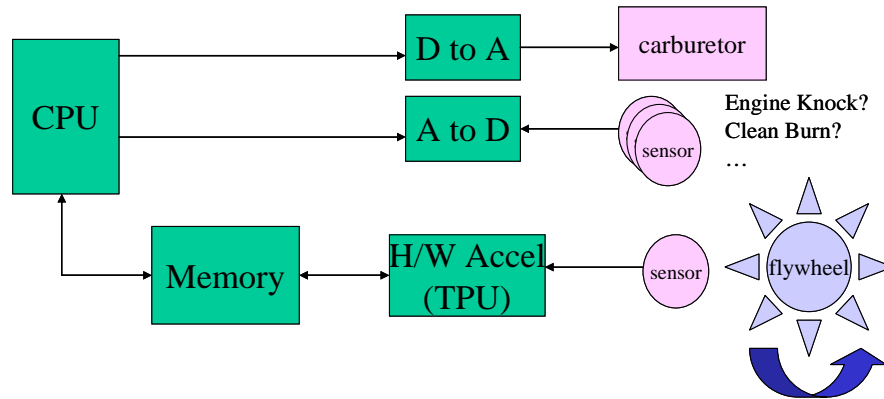 D to A
carburetor
CPU
A to D
sensor
Engine Knock?
Clean Burn?
…
Memory
H/W Accel
(TPU)
sensor
flywheel